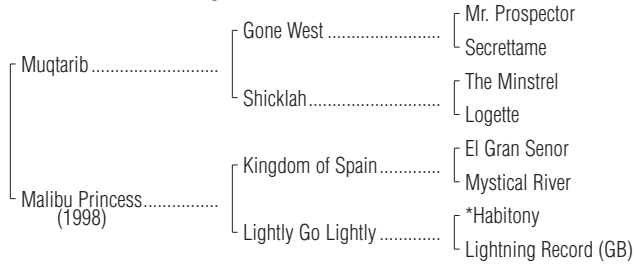 Mr. Prospector
Gone West
Secrettame
Muqtarib
The Minstrel
Shicklah
Logette
El Gran Senor
Kingdom of Spain
Mystical River
Malibu Princess
(1998)
*Habitony
Lightly Go Lightly
Lightning Record (GB)